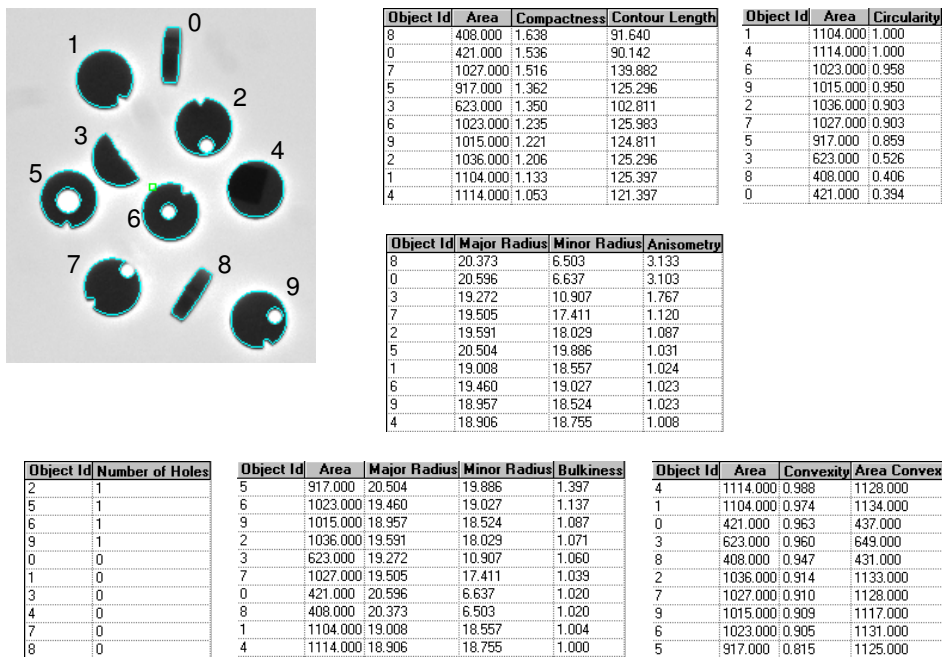 0
1
2
3
4
5
6
7
8
9
Object Id Area Compactness Contour Length
8 408.000 1.638 91.640
0 421.000 1.536 90.142
7 1027.000 1.516 139.882
5 917.000 1.362 125.296
3 623.000 1.350 102.811
6 1023.000 1.235 125.983
9 1015.000 1.221 124.811
2 1036.000 1.206 125.296
1 1104.000 1.133 125.397
4 1114.000 1.053 121.397
Object Id Area Circularity
1 1104.000 1.000
4 1114.000 1.000
6 1023.000 0.958
9 1015.000 0.950
2 1036.000 0.903
7 1027.000 0.903
5 917.000 0.859
3 623.000 0.526
8 408.000 0.406
0 421.000 0.394
Object Id Major Radius Minor Radius Anisometry
8 20.373 6.503 3.133
0 20.596 6.637 3.103
3 19.272 10.907 1.767
7 19.505 17.411 1.120
2 19.591 18.029 1.087
5 20.504 19.886 1.031
1 19.008 18.557 1.024
6 19.460 19.027 1.023
9 18.957 18.524 1.023
4 18.906 18.755 1.008
Object Id Number of Holes
2 1
5 1
6 1
9 1
0 0
1 0
3 0
4 0
7 0
8 0
Object Id Area Major Radius Minor Radius Bulkiness
5 917.000 20.504 19.886 1.397
6 1023.000 19.460 19.027 1.137
9 1015.000 18.957 18.524 1.087
2 1036.000 19.591 18.029 1.071
3 623.000 19.272 10.907 1.060
7 1027.000 19.505 17.411 1.039
0 421.000 20.596 6.637 1.020
8 408.000 20.373 6.503 1.020
1 1104.000 19.008 18.557 1.004
4 1114.000 18.906 18.755 1.000
Object Id Area Convexity Area Convex
4 1114.000 0.988 1128.000
1 1104.000 0.974 1134.000
0 421.000 0.963 437.000
3 623.000 0.960 649.000
8 408.000 0.947 431.000
2 1036.000 0.914 1133.000
7 1027.000 0.910 1128.000
9 1015.000 0.909 1117.000
6 1023.000 0.905 1131.000
5 917.000 0.815 1125.000